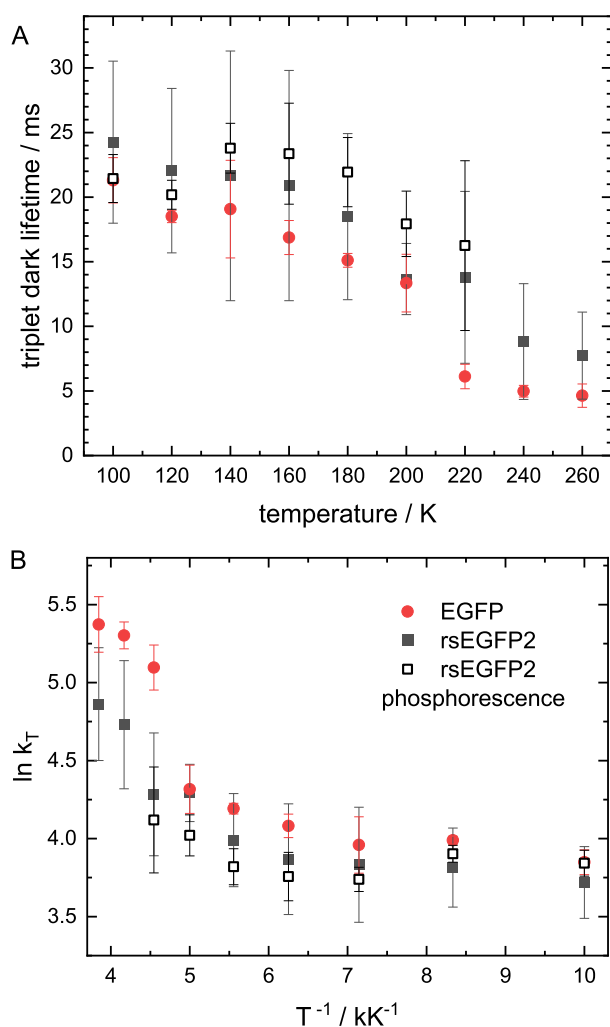 A
30
25
20
15
10
5
0
triplet dark lifetime / ms
100 120 140 160 180 200 220 240 260
temperature / K
B
EGFP
rsEGFP2
rsEGFP2
phosphorescence
5.5
5.0
4.5
4.0
3.5
ln k_T
4 5 6 7 8 9 10
T⁻¹ / kK⁻¹